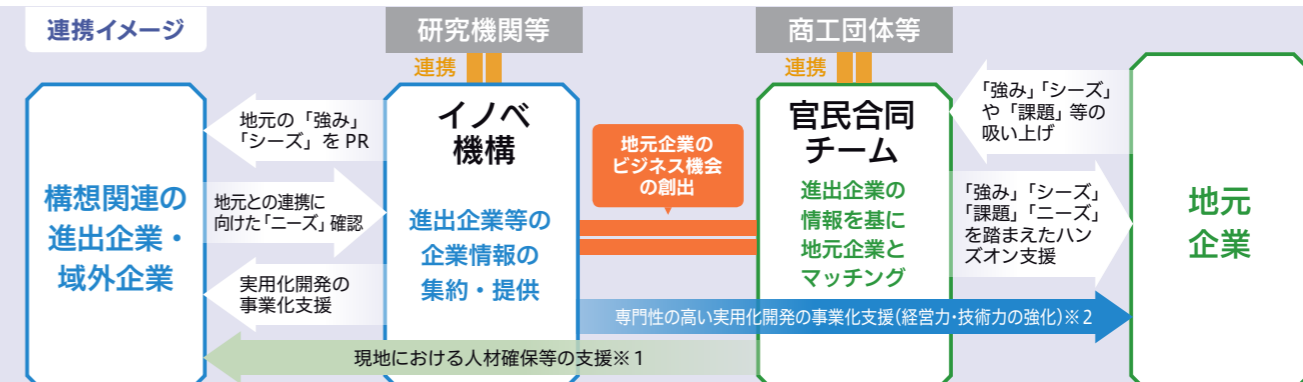 連携イメージ
研究機関等
商工団体等
連携
連携
構想関連の
進出企業・
域外企業
地元の「強み」
「シーズ」を PR
地元との連携に
向けた「ニーズ」確認
実用化開発の
事業化支援
イノベ
機構
進出企業等の
企業情報の
集約・提供
地元企業の
ビジネス機会
の創出
官民合同
チーム
進出企業の
情報を基に
地元企業と
マッチング
「強み」「シーズ」
や「課題」等の
吸い上げ
「強み」「シーズ」
「課題」「ニーズ」
を踏まえたハン
ズオン支援
地元
企業
専門性の高い実用化開発の事業化支援(経営力・技術力の強化)※2
現地における人材確保等の支援※1